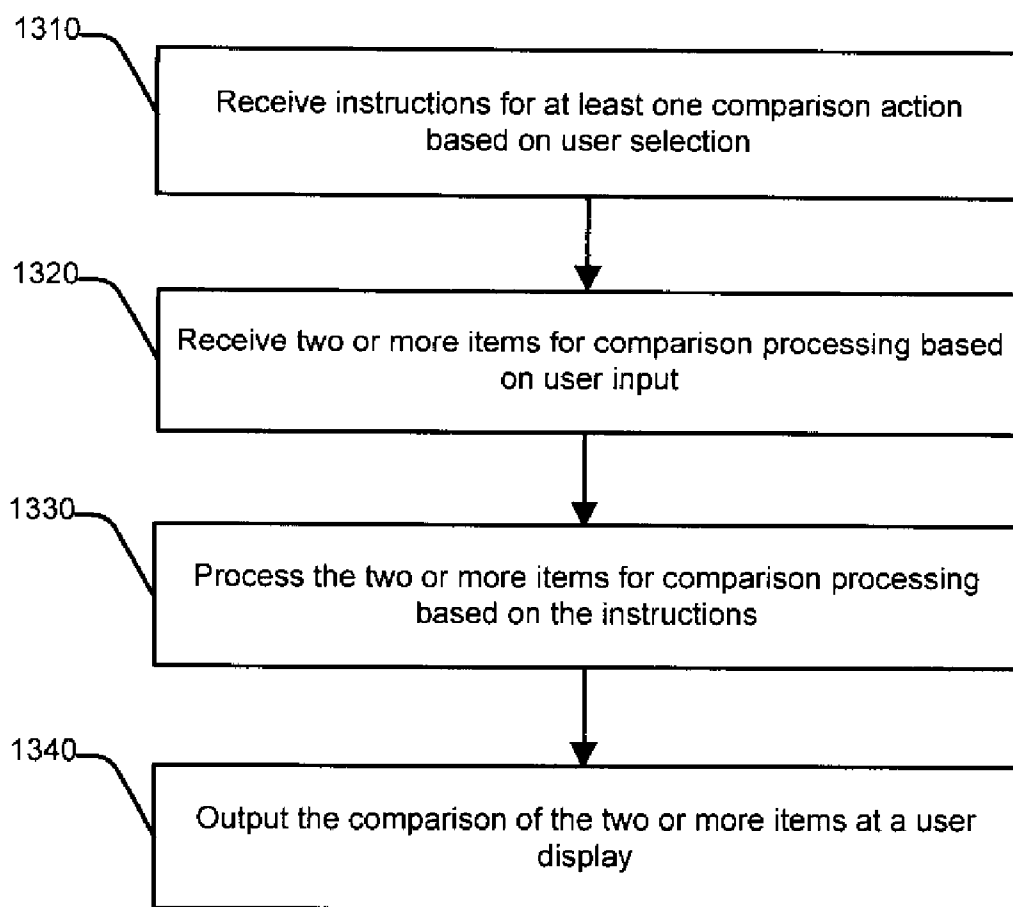 1310
Receive instructions for at least one comparison action
based on user selection
1320
Receive two or more items for comparison processing based
on user input
1330
Process the two or more items for comparison processing
based on the instructions
1340
Output the comparison of the two or more items at a user
display